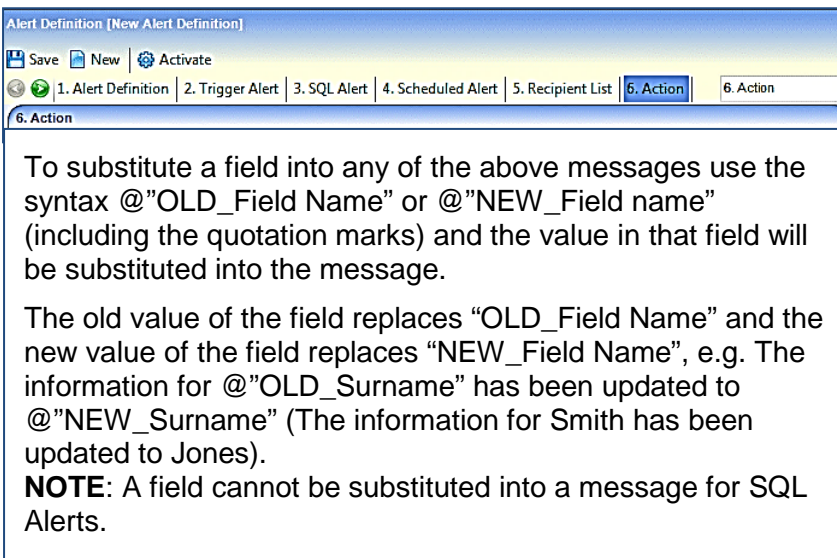 Alert Definition [New Alert Definition]
Save New Activate
1. Alert Definition 2. Trigger Alert 3. SQL Alert 4. Scheduled Alert 5. Recipient List 6. Action 6. Action
6. Action
To substitute a field into any of the above messages use the
syntax @”OLD_Field Name” or @”NEW_Field name”
(including the quotation marks) and the value in that field will
be substituted into the message.
The old value of the field replaces “OLD_Field Name” and the
new value of the field replaces “NEW_Field Name”, e.g. The
information for @”OLD_Surname” has been updated to
@”NEW_Surname” (The information for Smith has been
updated to Jones).
NOTE: A field cannot be substituted into a message for SQL
Alerts.